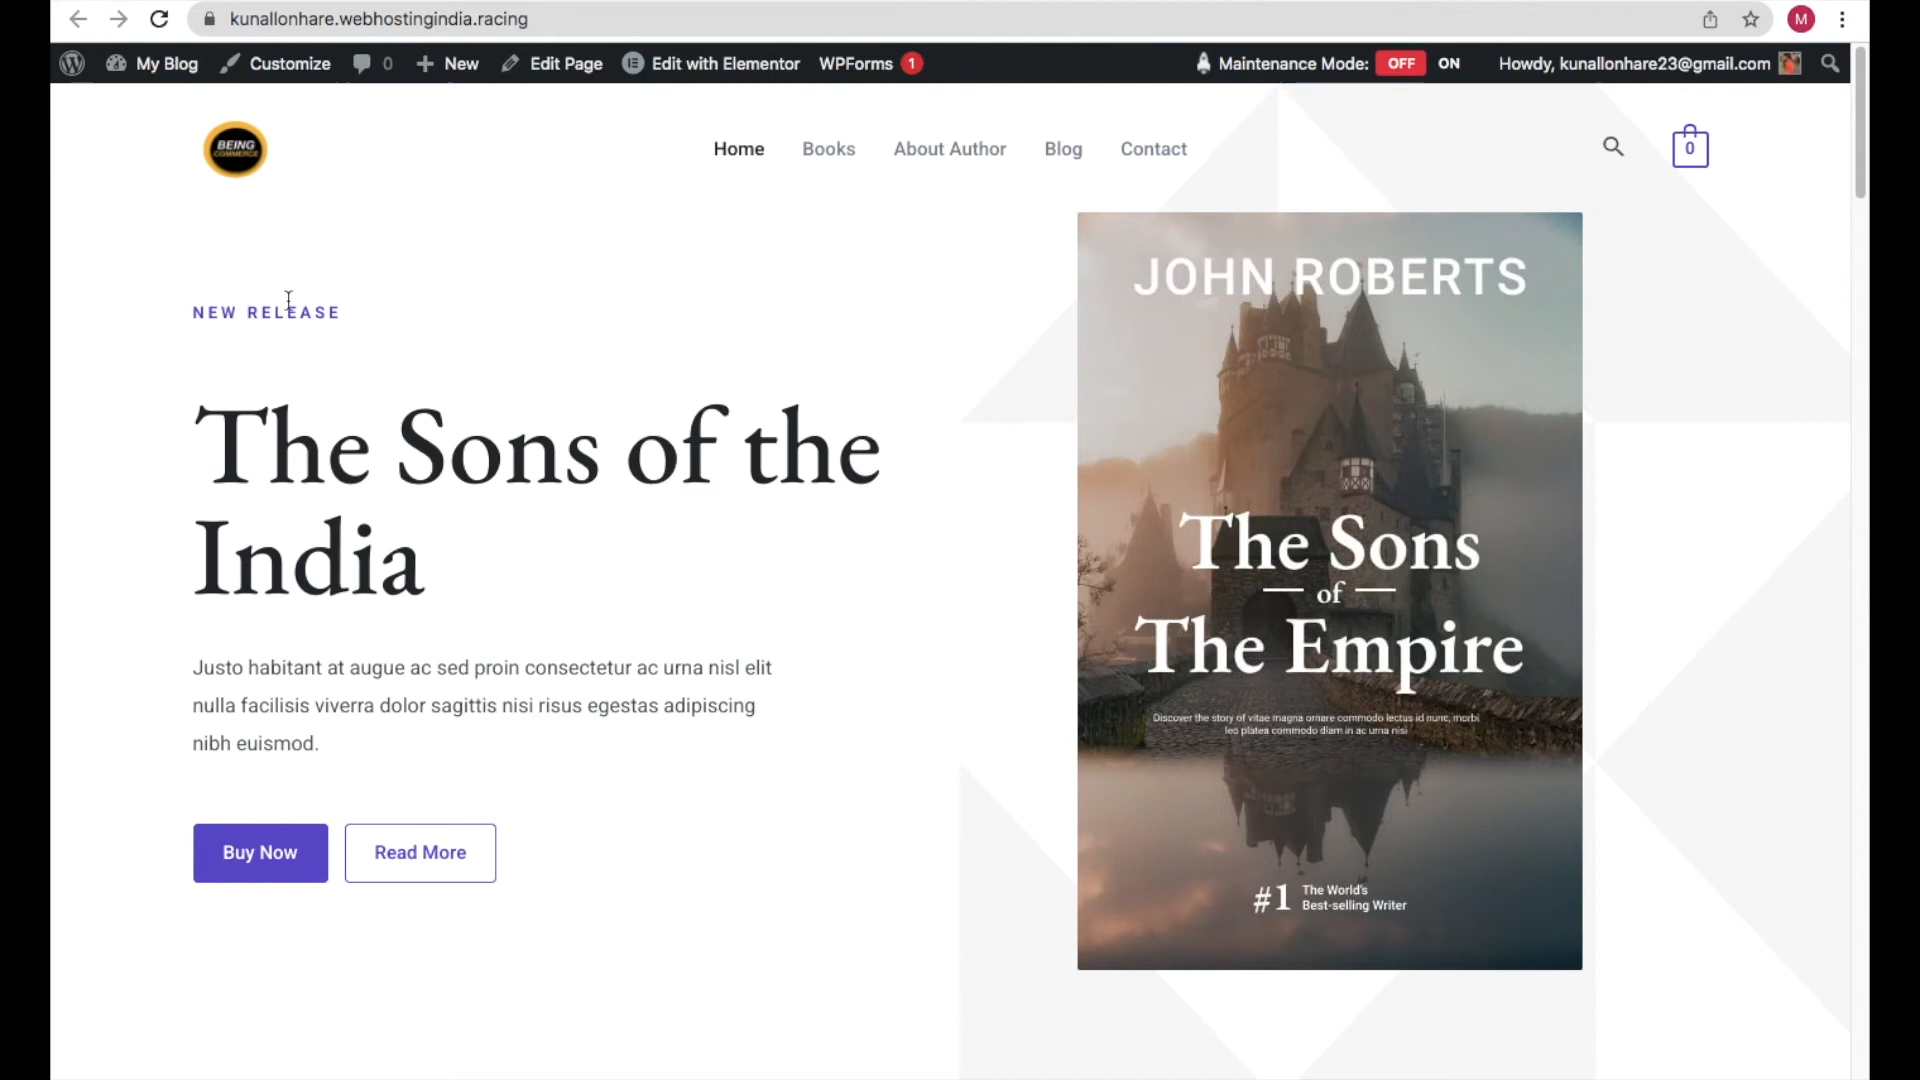 kunallonhare.webhostingindia.racing
M
My Blog Customize 0 New Edit Page Edit with Elementor WPForms 1 Maintenance Mode: OFF ON Howdy, kunallonhare23@gmail.com
BEING
COMMERCE
Home Books About Author Blog Contact 0
NEW RELEASE
The Sons of the
India
Justo habitant at augue ac sed proin consectetur ac urna nisl elit
nulla facilisis viverra dolor sagittis nisi risus egestas adipiscing
nibh euismod.
Buy Now Read More
JOHN ROBERTS
The Sons
of
The Empire
Discover the story of vitae magna ornare commodo lectus id nunc, morbi
leo platea commodo diam in ac urna nisi
#1 The World's
Best-selling Writer